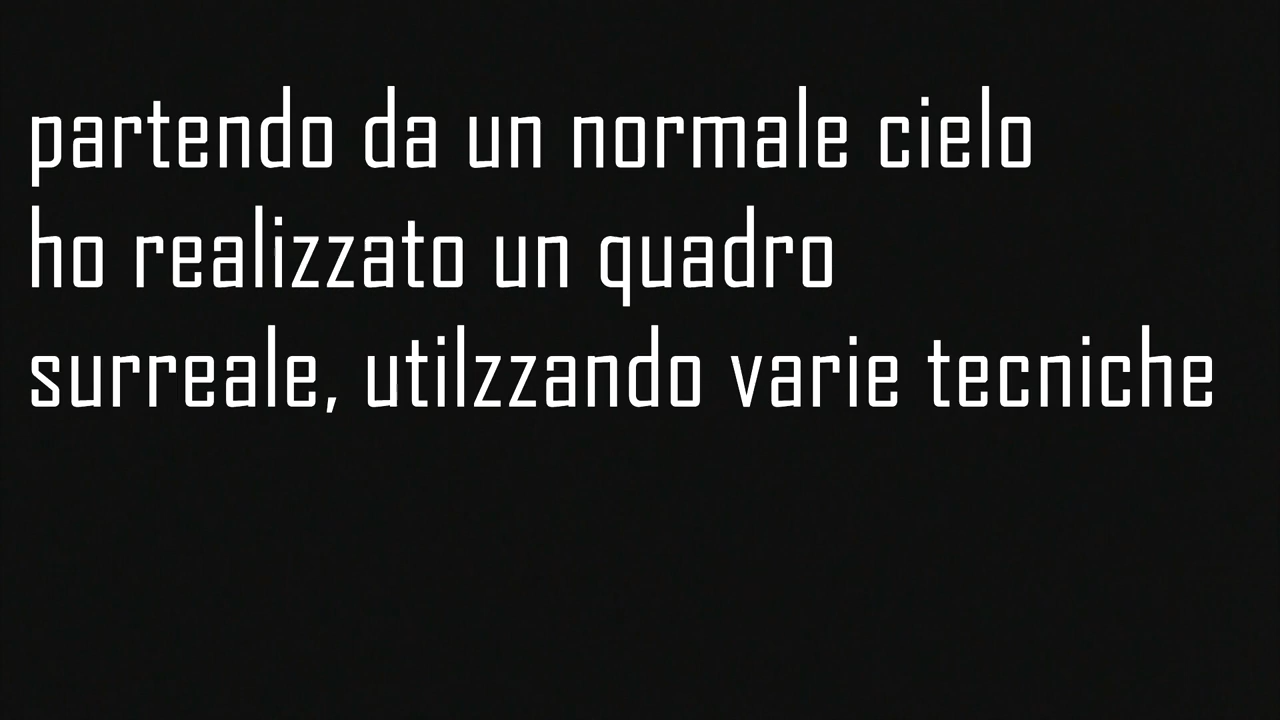 partendo da un normale cielo
ho realizzato un quadro
surreale, utilzzando varie tecniche